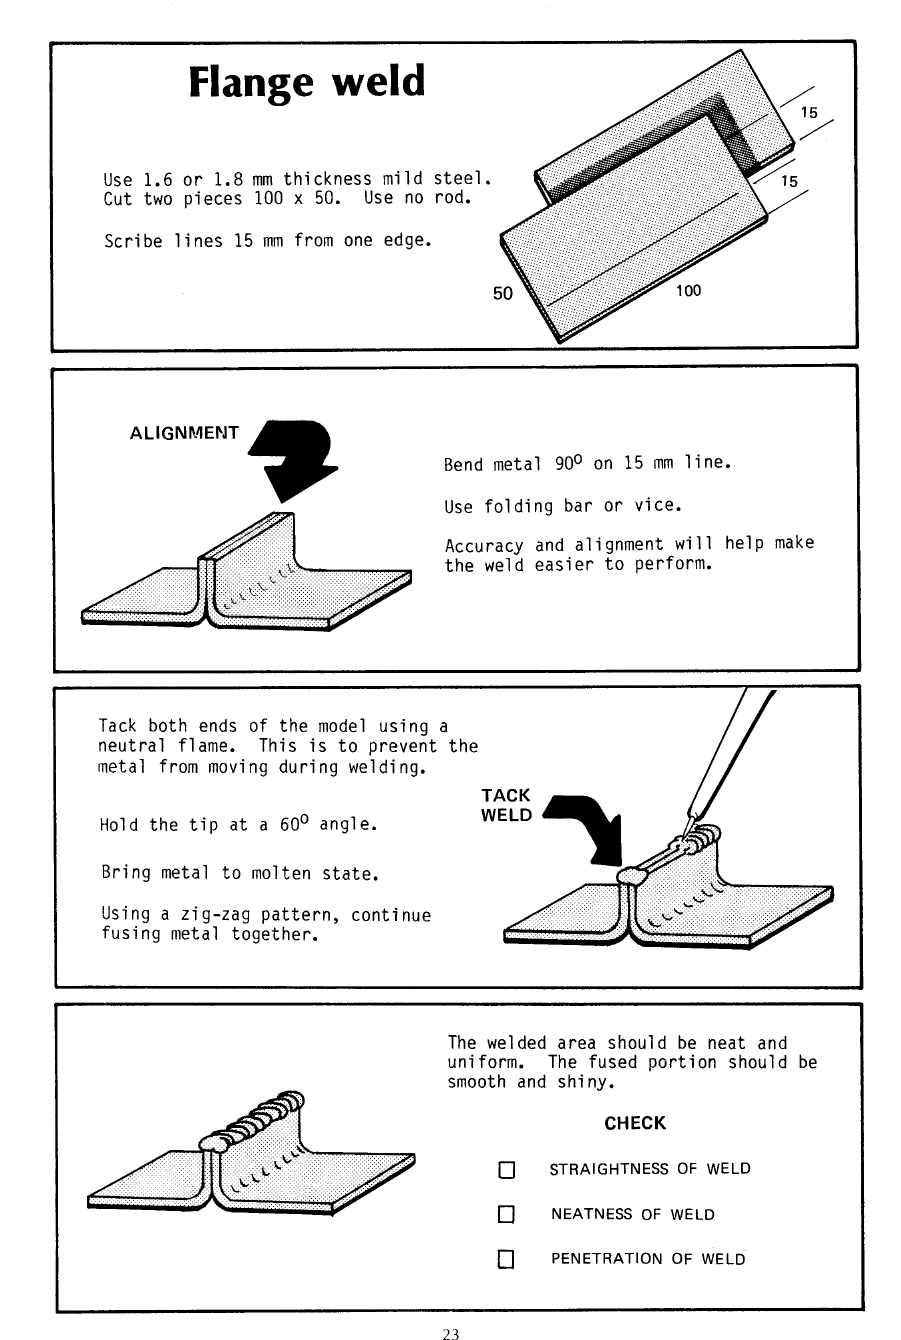 Flange weld
Use 1.6 or 1.8 mm thickness mild steel.
Cut two pieces 100 x 50.  Use no rod.
Scribe lines 15 mm from one edge.
15
15
50
100
ALIGNMENT
Bend metal 90º on 15 mm line.
Use folding bar or vice.
Accuracy and alignment will help make
the weld easier to perform.
Tack both ends of the model using a
neutral flame.  This is to prevent the
metal from moving during welding.
Hold the tip at a 60º angle.
Bring metal to molten state.
Using a zig-zag pattern, continue
fusing metal together.
TACK
WELD
The welded area should be neat and
uniform.  The fused portion should be
smooth and shiny.
CHECK
STRAIGHTNESS OF WELD
NEATNESS OF WELD
PENETRATION OF WELD
23